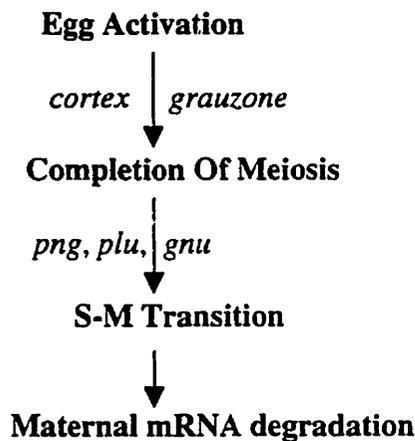 Egg Activation
cortex grauzone
Completion Of Meiosis
png, plu, gnu
S-M Transition
Maternal mRNA degradation